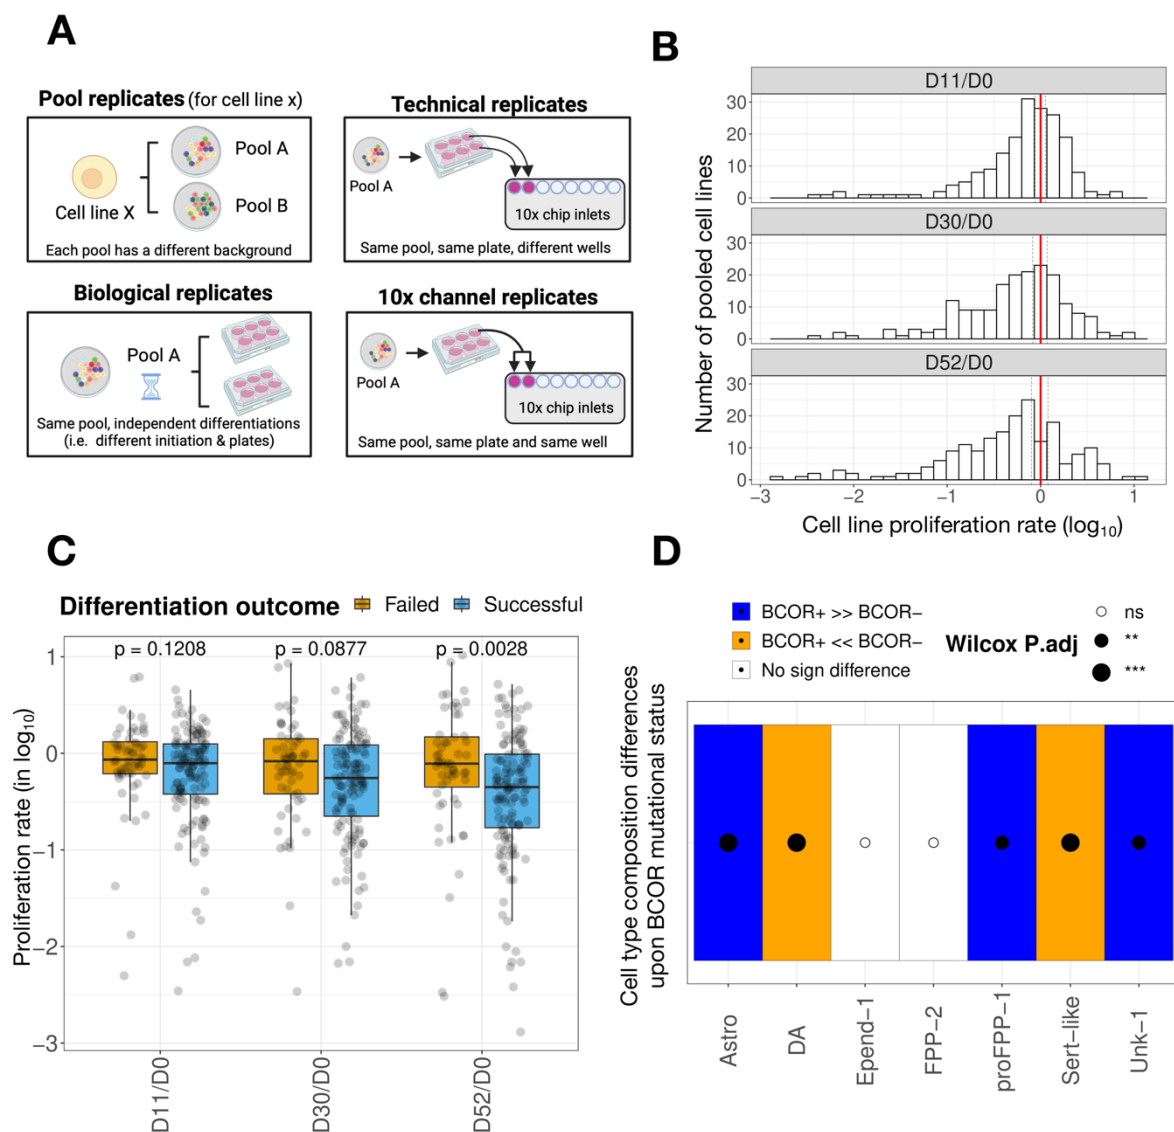 A
Pool replicates (for cell line x)
Cell line X
Pool A
Pool B
Each pool has a different background
Technical replicates
Pool A
10x chip inlets
Same pool, same plate, different wells
Biological replicates
Pool A
Same pool, independent differentiations
(i.e. different initiation & plates)
10x channel replicates
Pool A
10x chip inlets
Same pool, same plate and same well
B
Number of pooled cell lines
D11/D0
30
20
10
0
D30/D0
30
20
10
0
D52/D0
30
20
10
0
−3
−2
−1
0
1
Cell line proliferation rate (log10)
C
Differentiation outcome
Failed
Successful
Proliferation rate (in log10)
1
0
−1
−2
−3
p = 0.1208
p = 0.0877
p = 0.0028
D11/D0
D30/D0
D52/D0
D
BCOR+ >> BCOR−
BCOR+ << BCOR−
No sign difference
Wilcox P.adj
ns
**
***
Cell type composition differences
upon BCOR mutational status
Astro
DA
Epend−1
FPP−2
proFPP−1
Sert−like
Unk−1